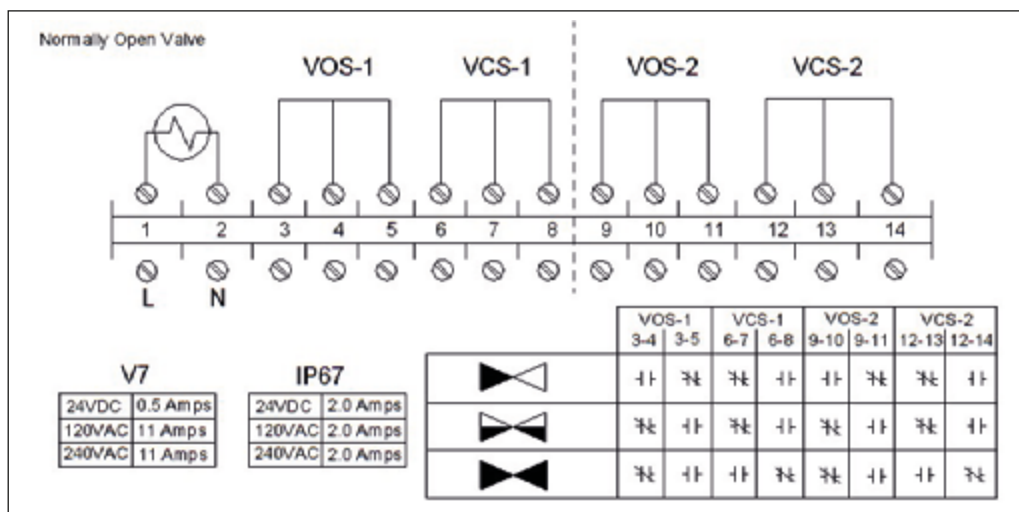 Normally Open Valve
VOS-1 VCS-1 VOS-2 VCS-2
1 2 3 4 5 6 7 8 9 10 11 12 13 14
L N
VOS-1 VCS-1 VOS-2 VCS-2
3-4 3-5 6-7 6-8 9-10 9-11 12-13 12-14
V7
24VDC 0.5 Amps
120VAC 11 Amps
240VAC 11 Amps
IP67
24VDC 2.0 Amps
120VAC 2.0 Amps
240VAC 2.0 Amps